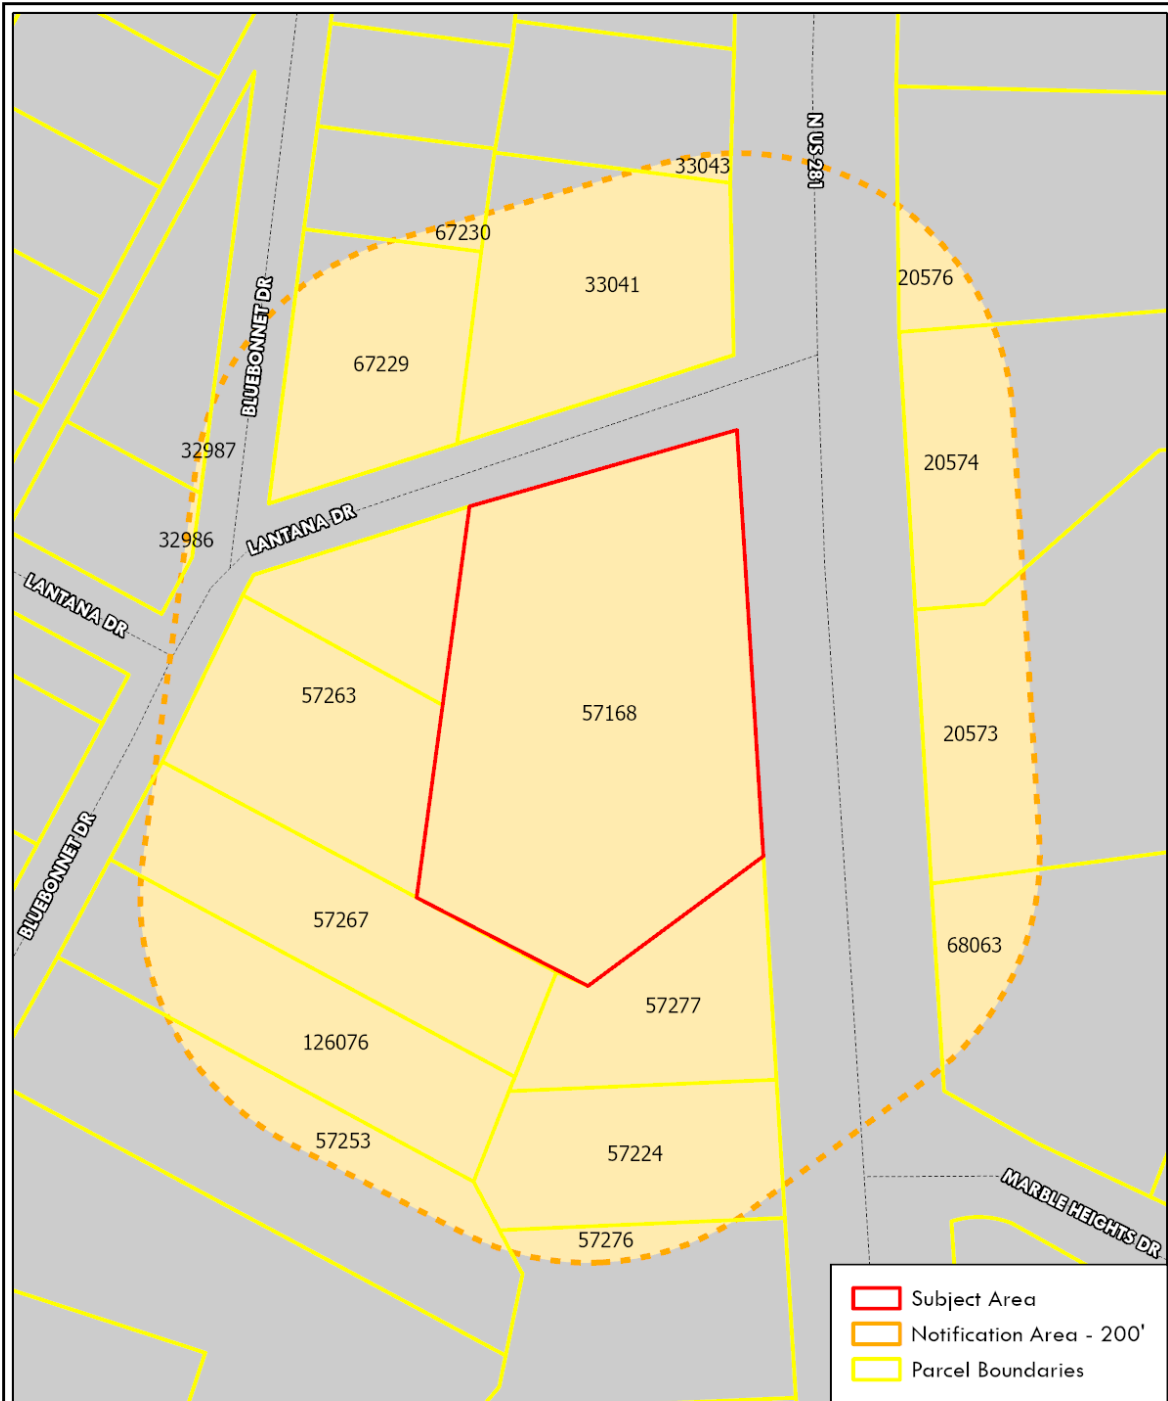 N US 281
33043
67230
20576
33041
BLUEBONNET DR
67229
32987
20574
LANTANA DR
32986
LANTANA DR
57263
57168
20573
BLUEBONNET DR
57267
68063
57277
126076
57253
57224
MARBLE HEIGHTS DR
57276
Subject Area
Notification Area - 200'
Parcel Boundaries